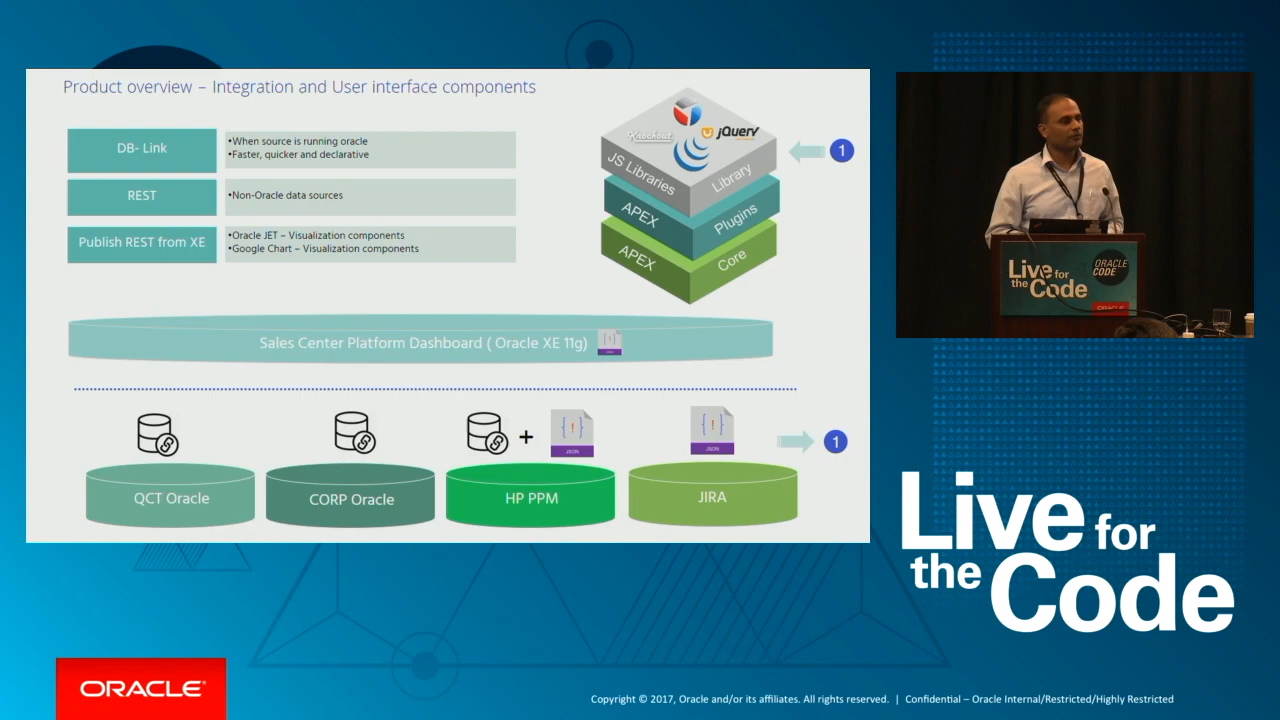 Product overview – Integration and User interface components
DB- Link
•When source is running oracle
•Faster, quicker and declarative
REST
•Non-Oracle data sources
Publish REST from XE
•Oracle JET – Visualization components
•Google Chart – Visualization components
Knockout
jQuery
JS Libraries
Library
APEX
Plugins
APEX
Core
1
Sales Center Platform Dashboard ( Oracle XE 11g)
{ ! }
+
{ ! }
JSON
{ ! }
JSON
1
QCT Oracle
CORP Oracle
HP PPM
JIRA
Live for
the Code
ORACLE
CODE
ORACLE
Live for
the Code
ORACLE
Copyright © 2017, Oracle and/or its affiliates. All rights reserved. | Confidential – Oracle Internal/Restricted/Highly Restricted